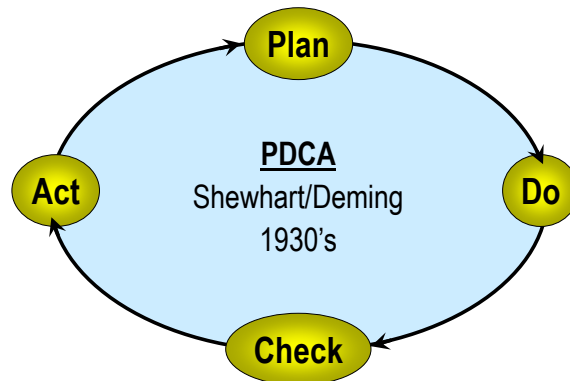 Plan
PDCA
Act
Shewhart/Deming
Do
1930's
Check